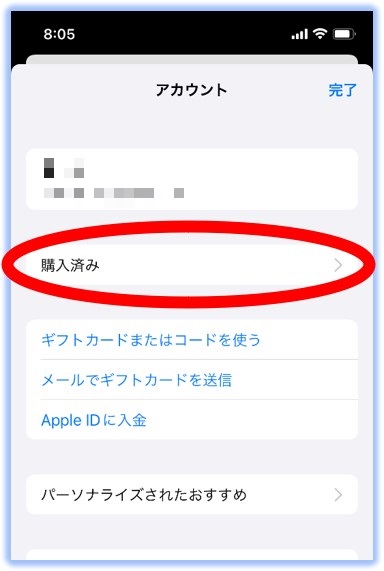 8:05
アカウント
完了
購入済み
ギフトカードまたはコードを使う
メールでギフトカードを送信
Apple IDに入金
パーソナライズされたおすすめ